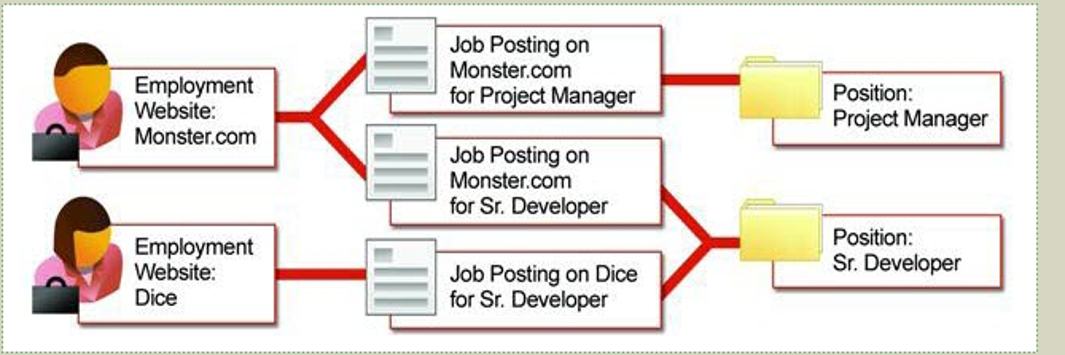 Employment
Website:
Monster.com
Job Posting on
Monster.com
for Project Manager
Position:
Project Manager
Job Posting on
Monster.com
for Sr. Developer
Employment
Website:
Dice
Job Posting on Dice
for Sr. Developer
Position:
Sr. Developer